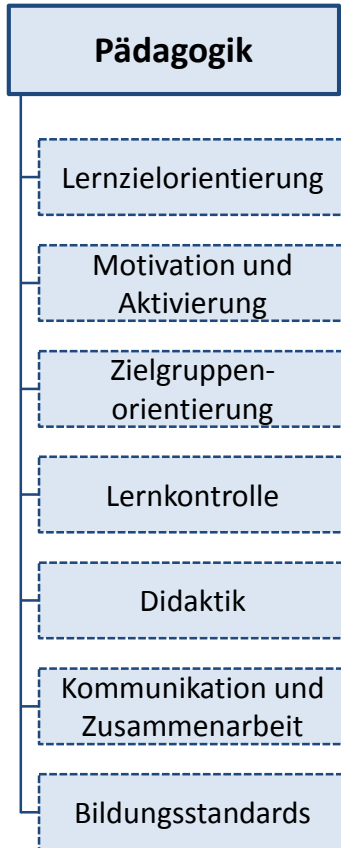 Pädagogik
Lernzielorientierung
Motivation und
Aktivierung
Zielgruppen-
orientierung
Lernkontrolle
Didaktik
Kommunikation und
Zusammenarbeit
Bildungsstandards